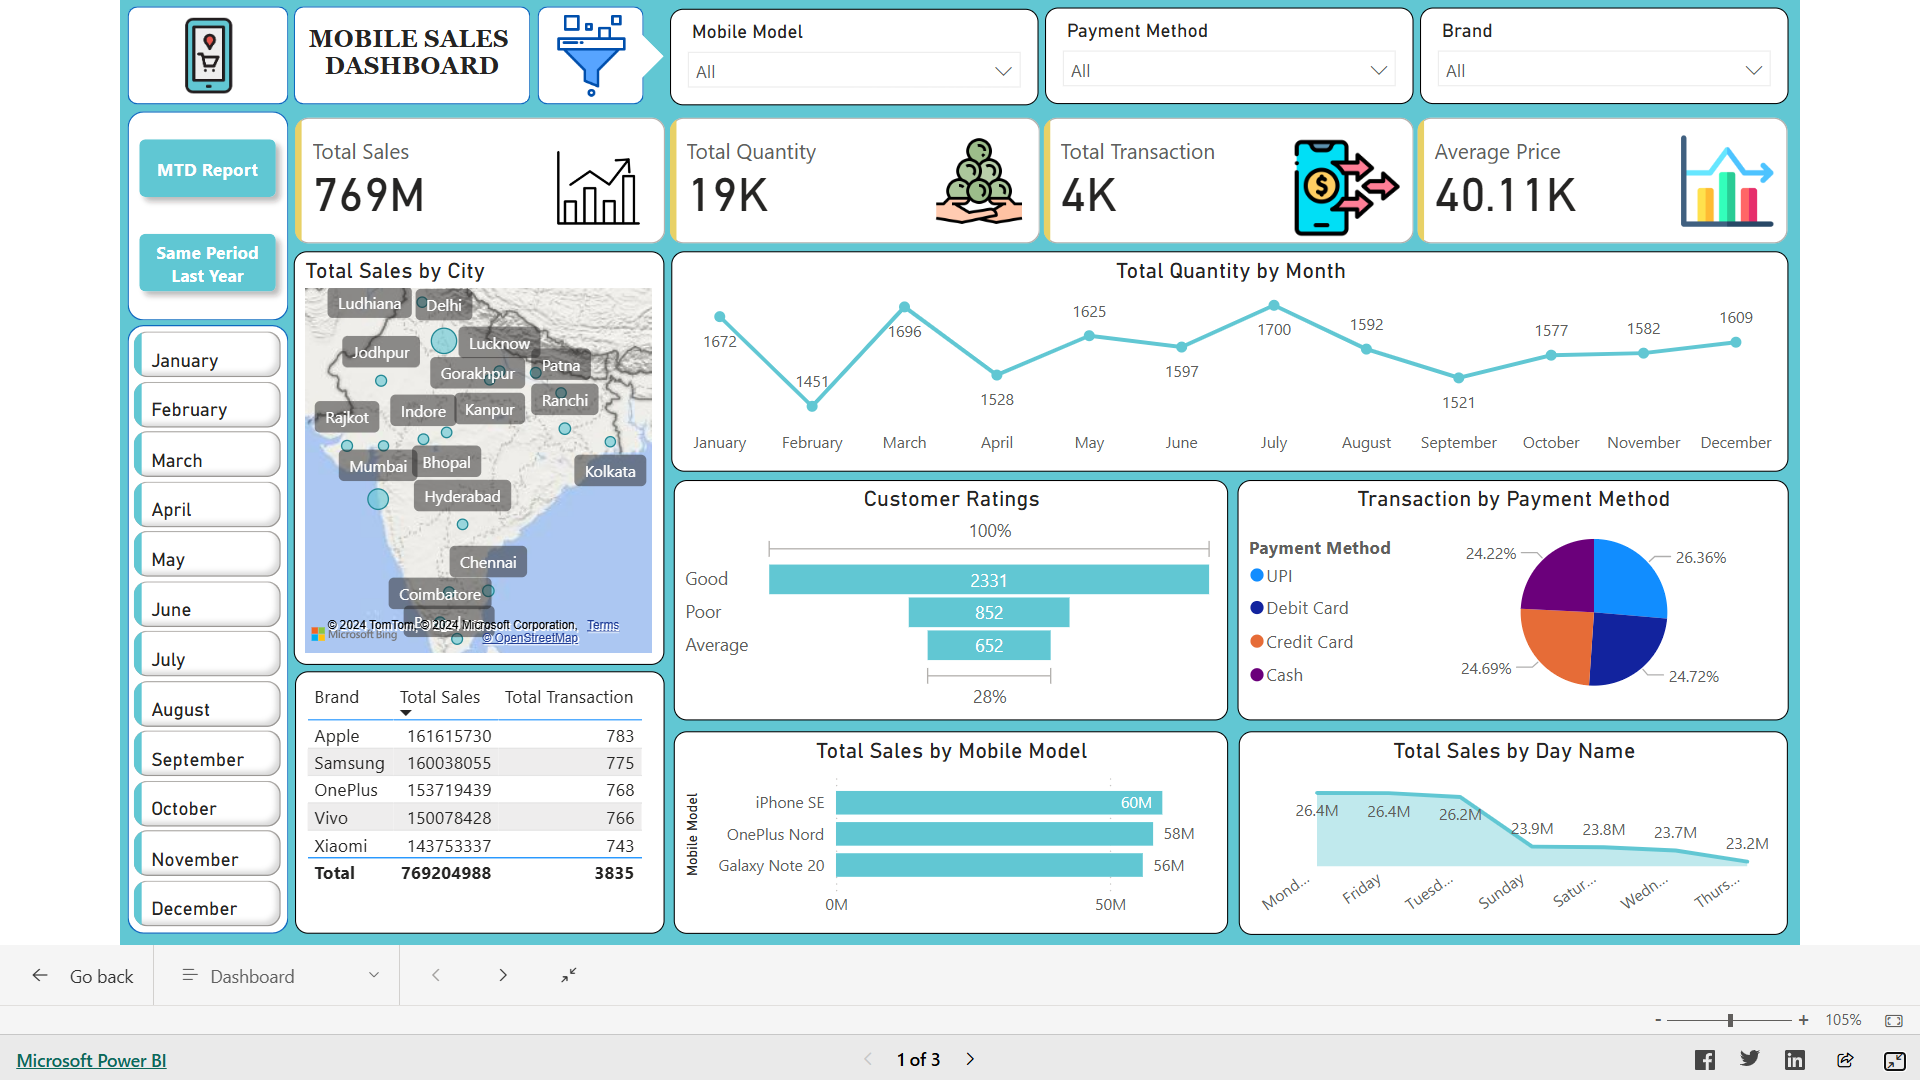 MOBILE SALES
DASHBOARD
Mobile Model
All
Payment Method
All
Brand
All
MTD Report
Same Period
Last Year
Total Sales
769M
Total Quantity
19K
Total Transaction
4K
Average Price
40.11K
January
February
March
April
May
June
July
August
September
October
November
December
Total Sales by City
Ludhiana
Delhi
Lucknow
Jodhpur
Gorakhpur
Patna
Ranchi
Rajkot
Indore
Kanpur
Mumbai
Bhopal
Kolkata
Hyderabad
Chennai
Coimbatore
© 2024 TomTom, © 2024 Microsoft Corporation, Terms
Microsoft Bing
© OpenStreetMap
Total Quantity by Month
1672
1451
1696
1528
1625
1597
1700
1592
1521
1577
1582
1609
January February March April May June July August September October November December
Customer Ratings
100%
Good 2331
Poor 852
Average 652
28%
Transaction by Payment Method
Payment Method
UPI
Debit Card
Credit Card
Cash
24.22%
26.36%
24.69%
24.72%
Brand Total Sales Total Transaction
Apple 161615730 783
Samsung 160038055 775
OnePlus 153719439 768
Vivo 150078428 766
Xiaomi 143753337 743
Total 769204988 3835
Total Sales by Mobile Model
Mobile Model
iPhone SE 60M
OnePlus Nord 58M
Galaxy Note 20 56M
0M 50M
Total Sales by Day Name
26.4M 26.4M 26.2M 23.9M 23.8M 23.7M 23.2M
Mond... Friday Tuesd... Sunday Satur... Wedn... Thurs...
Go back
Dashboard
- + 105%
Microsoft Power BI
1 of 3